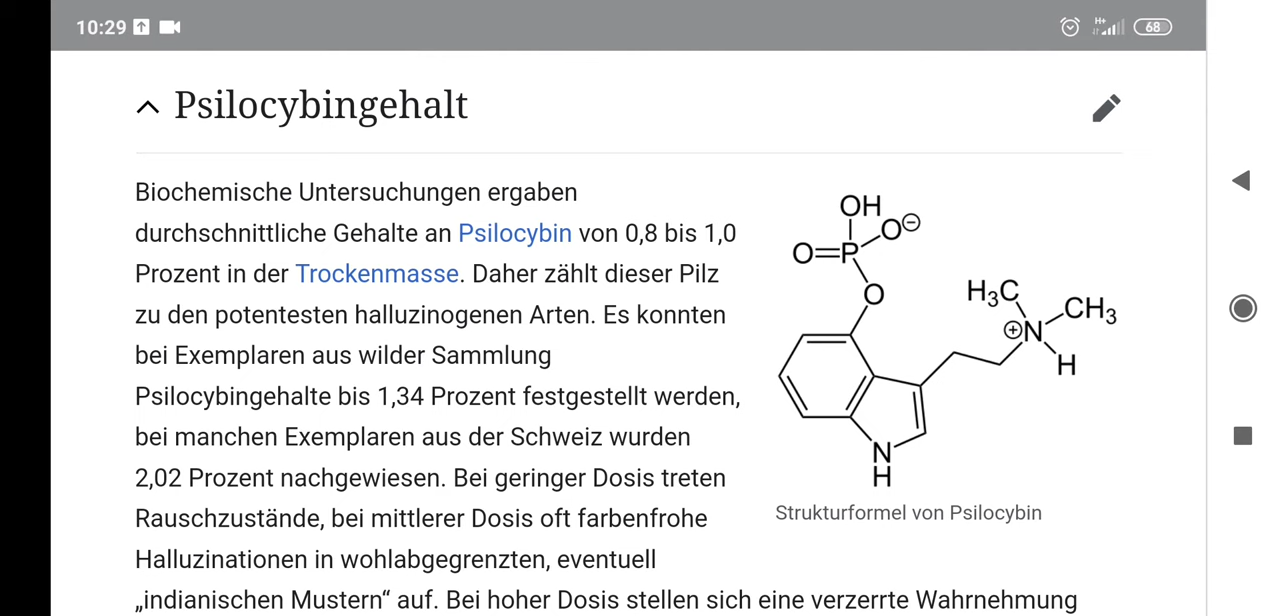 10:29
H+
68
Psilocybingehalt
Biochemische Untersuchungen ergaben
durchschnittliche Gehalte an Psilocybin von 0,8 bis 1,0
Prozent in der Trockenmasse. Daher zählt dieser Pilz
zu den potentesten halluzinogenen Arten. Es konnten
bei Exemplaren aus wilder Sammlung
Psilocybingehalte bis 1,34 Prozent festgestellt werden,
bei manchen Exemplaren aus der Schweiz wurden
2,02 Prozent nachgewiesen. Bei geringer Dosis treten
Rauschzustände, bei mittlerer Dosis oft farbenfrohe
Halluzinationen in wohlabgegrenzten, eventuell
„indianischen Mustern“ auf. Bei hoher Dosis stellen sich eine verzerrte Wahrnehmung
OH
O=P O⊖
O
H₃C
CH₃
⊕N
H
N
H
Strukturformel von Psilocybin